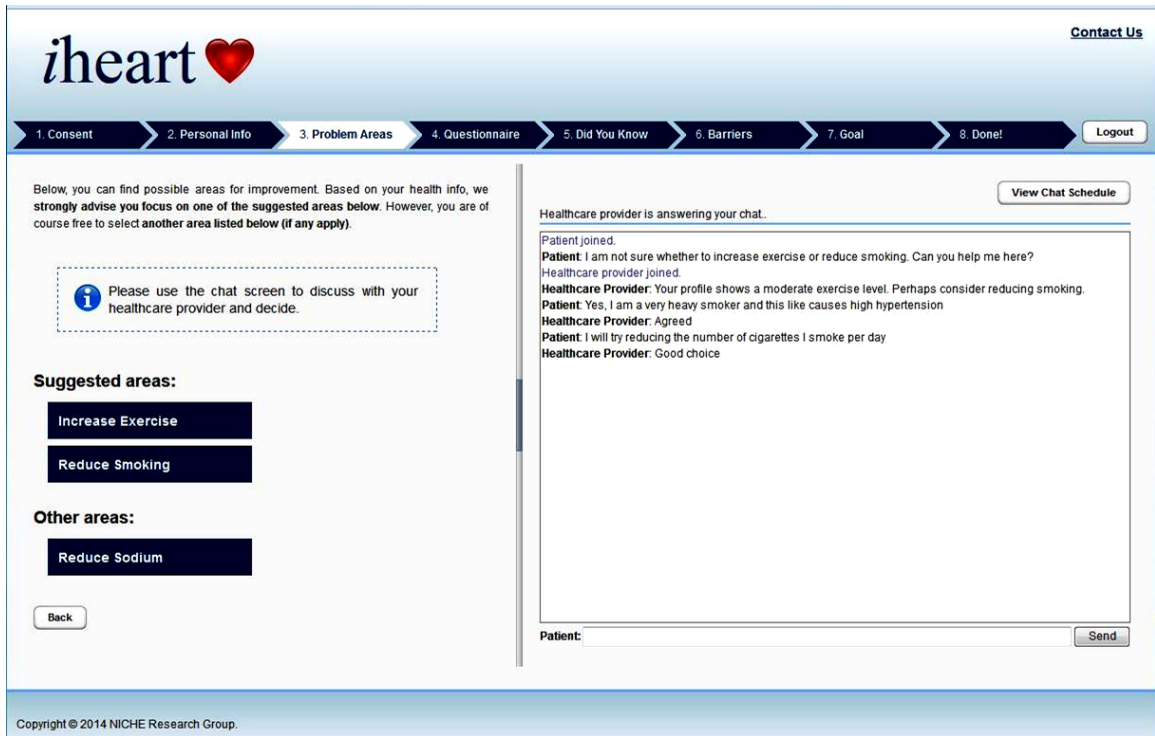 iheart
Contact Us
1. Consent
2. Personal Info
3. Problem Areas
4. Questionnaire
5. Did You Know
6. Barriers
7. Goal
8. Done!
Logout
Below, you can find possible areas for improvement. Based on your health info, we
strongly advise you focus on one of the suggested areas below. However, you are of
course free to select another area listed below (if any apply).
Please use the chat screen to discuss with your
healthcare provider and decide.
Suggested areas:
Increase Exercise
Reduce Smoking
Other areas:
Reduce Sodium
Back
View Chat Schedule
Healthcare provider is answering your chat..
Patient joined.
Patient: I am not sure whether to increase exercise or reduce smoking. Can you help me here?
Healthcare provider joined.
Healthcare Provider: Your profile shows a moderate exercise level. Perhaps consider reducing smoking.
Patient: Yes, I am a very heavy smoker and this like causes high hypertension
Healthcare Provider: Agreed
Patient: I will try reducing the number of cigarettes I smoke per day
Healthcare Provider: Good choice
Patient:
Send
Copyright © 2014 NICHE Research Group.